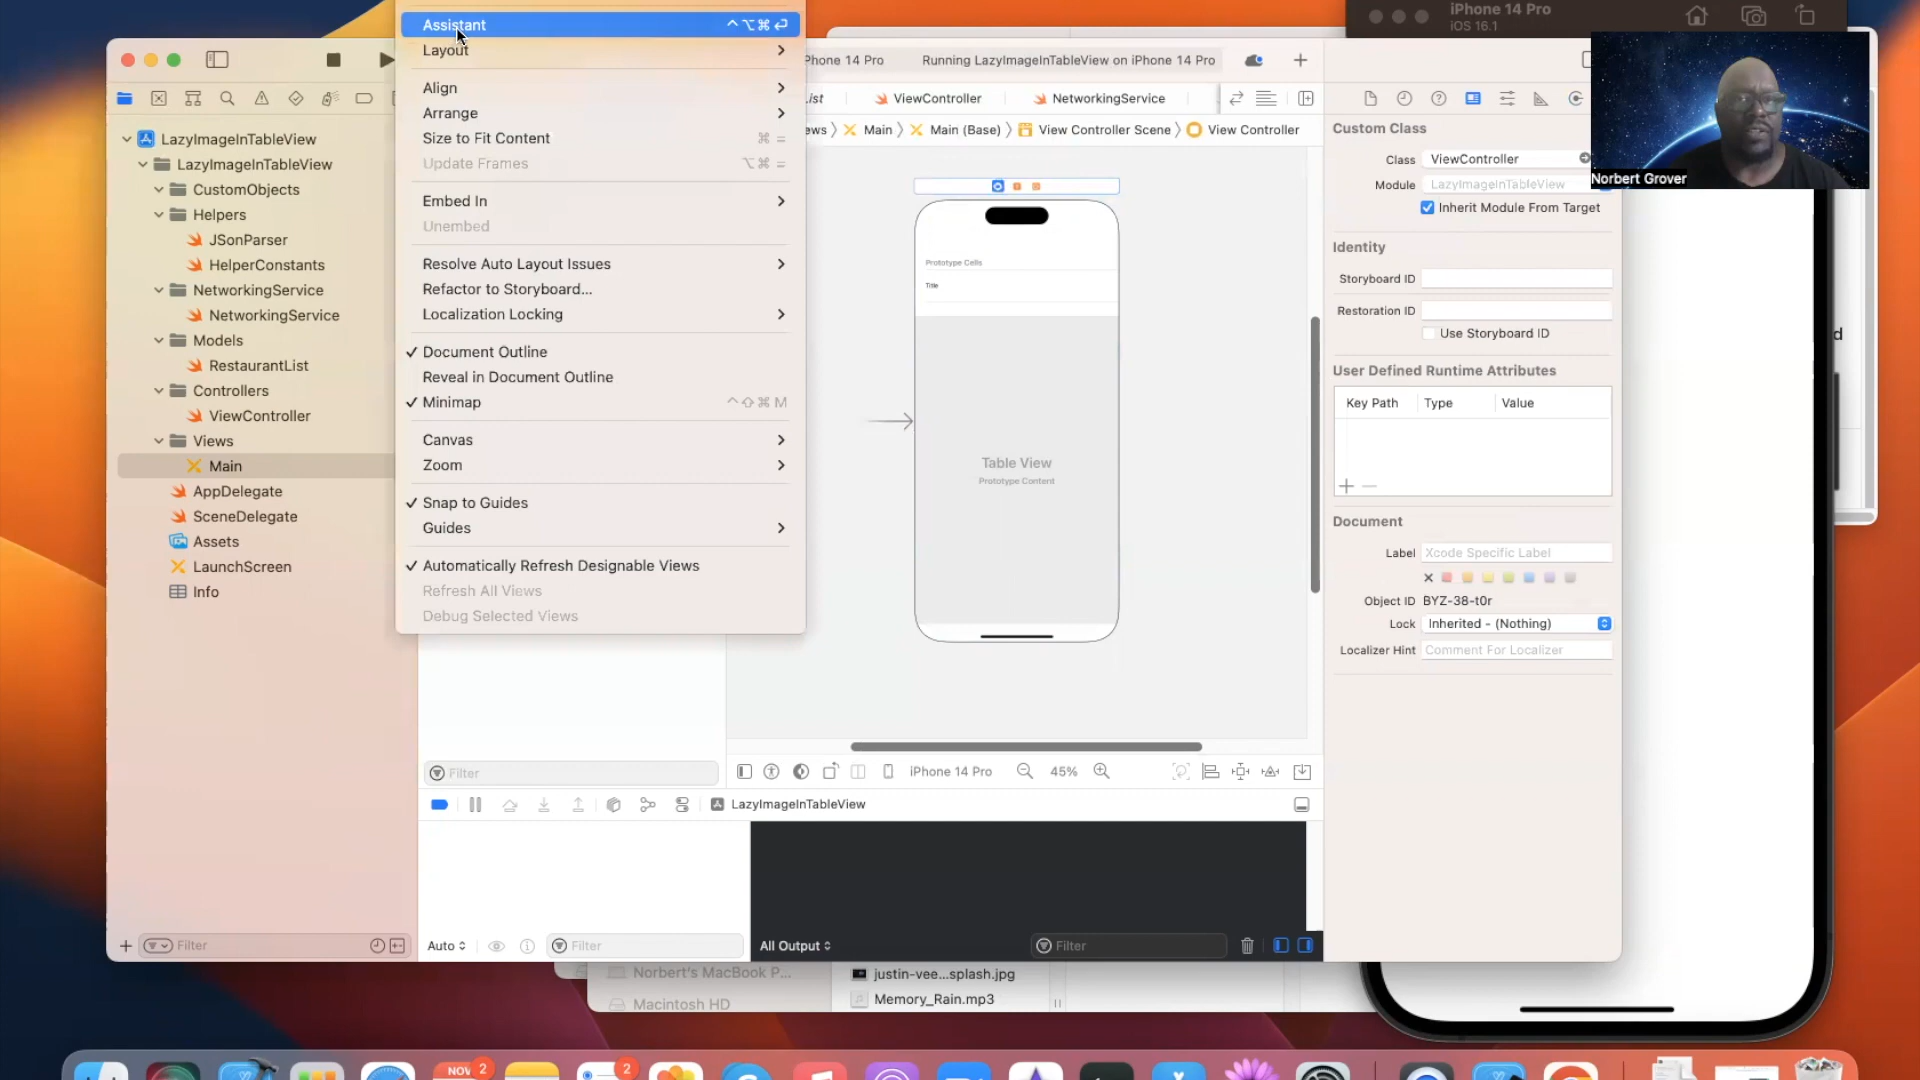 Assistant ^⌥⌘↩
Layout
Align
Arrange
Size to Fit Content ⌘ =
Update Frames ⌥⌘ =
Embed In
Unembed
Resolve Auto Layout Issues
Refactor to Storyboard...
Localization Locking
Document Outline
Reveal in Document Outline
Minimap ^⇧⌘ M
Canvas
Zoom
Snap to Guides
Guides
Automatically Refresh Designable Views
Refresh All Views
Debug Selected Views
LazyImageInTableView
LazyImageInTableView
CustomObjects
Helpers
JSonParser
HelperConstants
NetworkingService
NetworkingService
Models
RestaurantList
Controllers
ViewController
Views
Main
AppDelegate
SceneDelegate
Assets
LaunchScreen
Info
Filter
Phone 14 Pro
Running LazyImageInTableView on iPhone 14 Pro
ist
ViewController
NetworkingService
ews
Main
Main (Base)
View Controller Scene
View Controller
Prototype Cells
Title
Table View
Prototype Content
Filter
iPhone 14 Pro
45%
LazyImageInTableView
Auto
Filter
All Output
Filter
iPhone 14 Pro
iOS 16.1
Norbert Grover
Custom Class
Class ViewController
Module LazyImageInTableView
Inherit Module From Target
Identity
Storyboard ID
Restoration ID
Use Storyboard ID
User Defined Runtime Attributes
Key Path Type Value
Document
Label Xcode Specific Label
Object ID BYZ-38-t0r
Lock Inherited - (Nothing)
Localizer Hint Comment For Localizer
d
Norbert's MacBook P...
Macintosh HD
justin-vee...splash.jpg
Memory_Rain.mp3
NOV 2
2